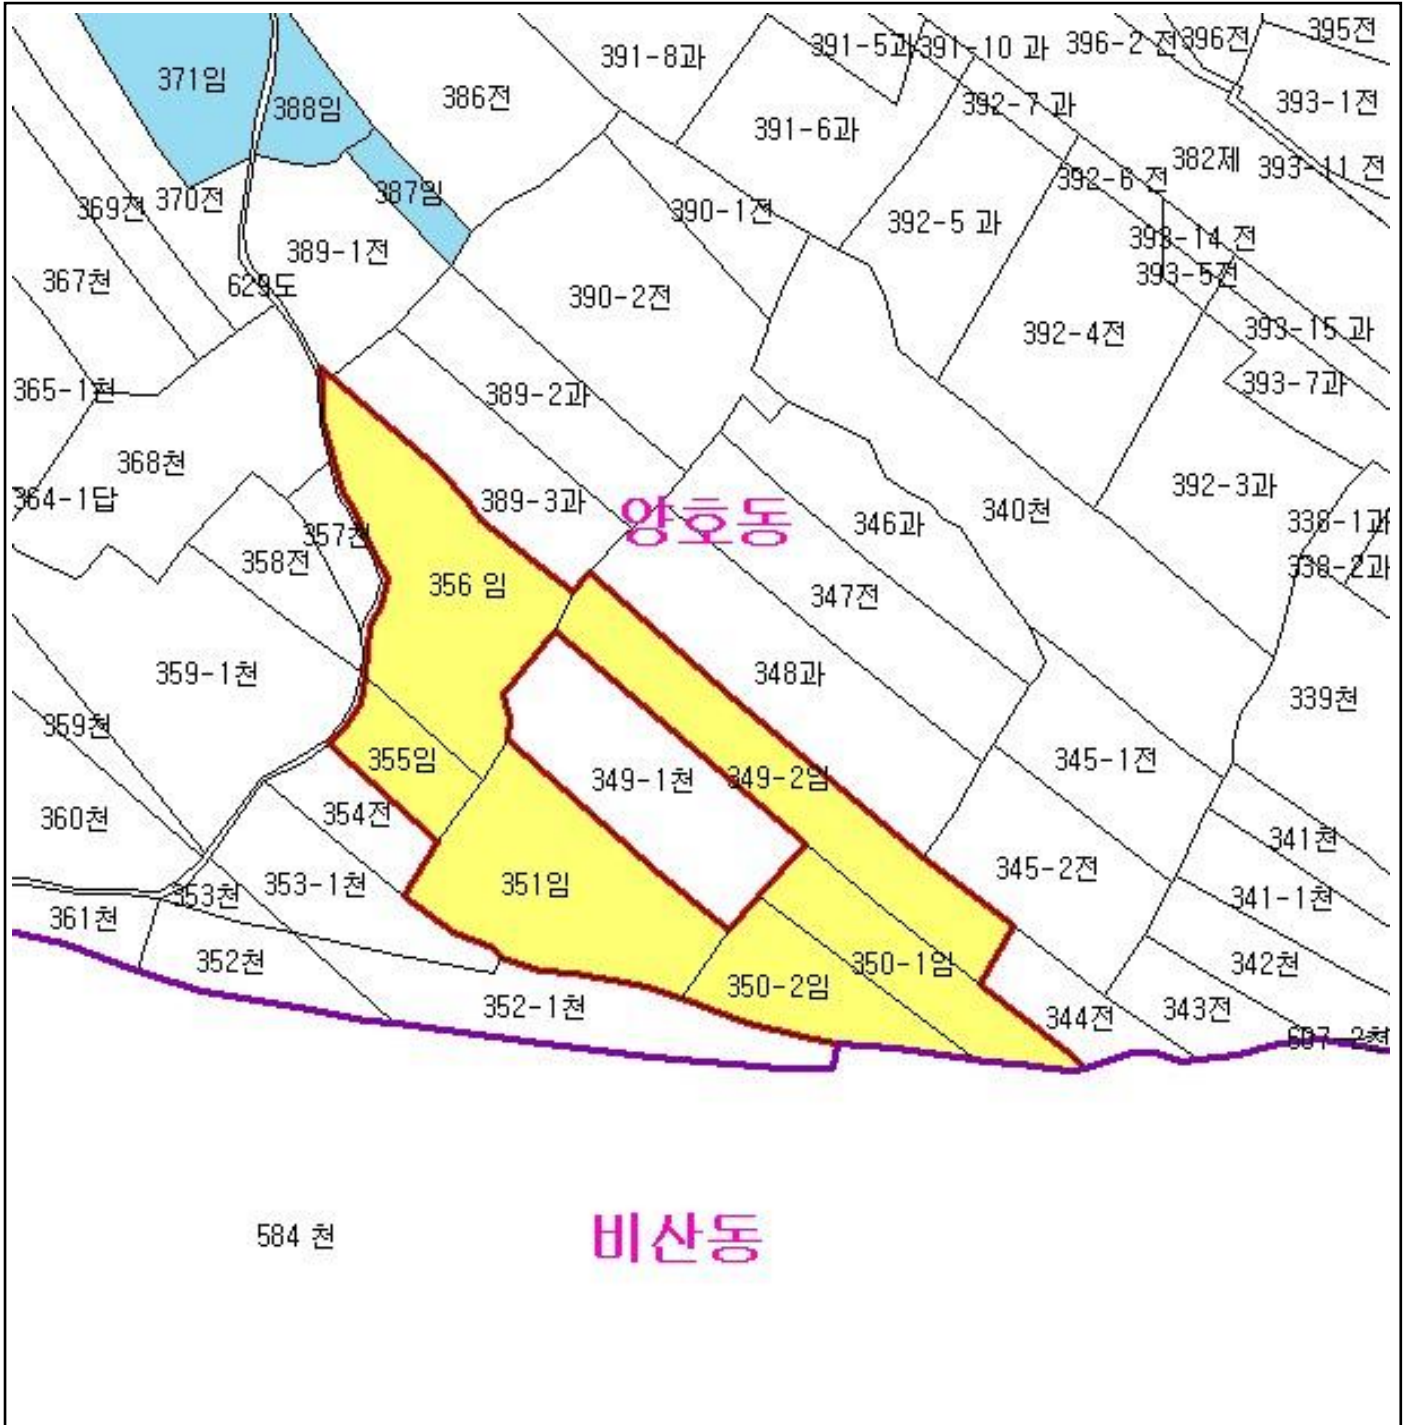 391-8과
391-5과
391-10 과
396-2 전
396전
395전
371임
388임
386전
391-6과
392-7 과
393-1전
382제
393-11 전
387임
392-6 전
369전
370전
390-1전
392-5 과
393-14 전
389-1전
393-5전
367천
629도
390-2전
392-4전
393-15 과
365-1천
389-2과
393-7과
368천
364-1답
389-3과
양호동
346과
340천
392-3과
338-1과
357천
358전
356 임
347전
338-2과
359-1천
348과
339천
359천
355임
349-1천
349-2임
345-1전
360천
354전
341천
353천
353-1천
351임
345-2전
341-1천
361천
352천
350-1임
342천
350-2임
352-1천
344전
343전
607-2천
584 천
비산동